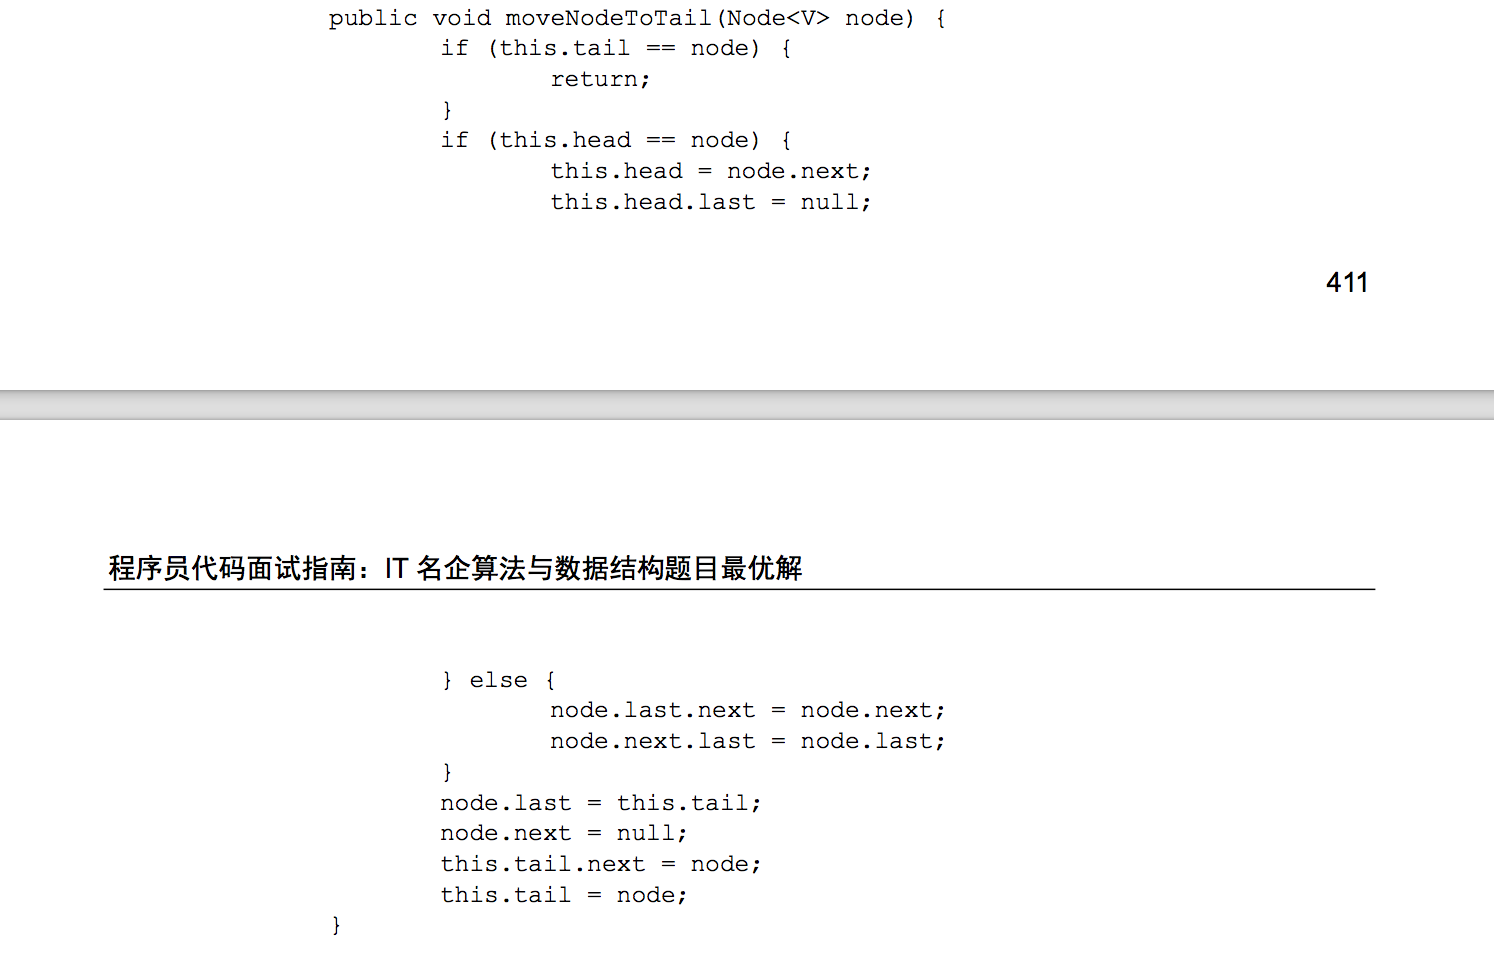 public void moveNodeToTail(Node<V> node) {
if (this.tail == node) {
return;
}
if (this.head == node) {
this.head = node.next;
this.head.last = null;
411
程序员代码面试指南：IT 名企算法与数据结构题目最优解
} else {
node.last.next = node.next;
node.next.last = node.last;
}
node.last = this.tail;
node.next = null;
this.tail.next = node;
this.tail = node;
}